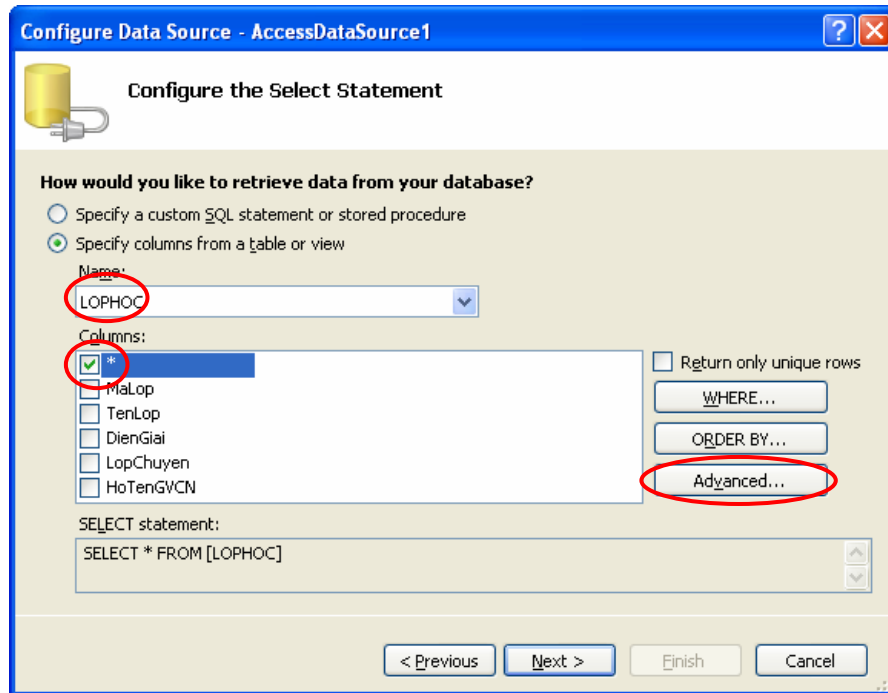 Configure Data Source - AccessDataSource1
Configure the Select Statement
How would you like to retrieve data from your database?
Specify a custom SQL statement or stored procedure
Specify columns from a table or view
Name:
LOPHOC
Columns:
*
MaLop
TenLop
DienGiai
LopChuyen
HoTenGVCN
Return only unique rows
WHERE...
ORDER BY...
Advanced...
SELECT statement:
SELECT * FROM [LOPHOC]
< Previous
Next >
Finish
Cancel